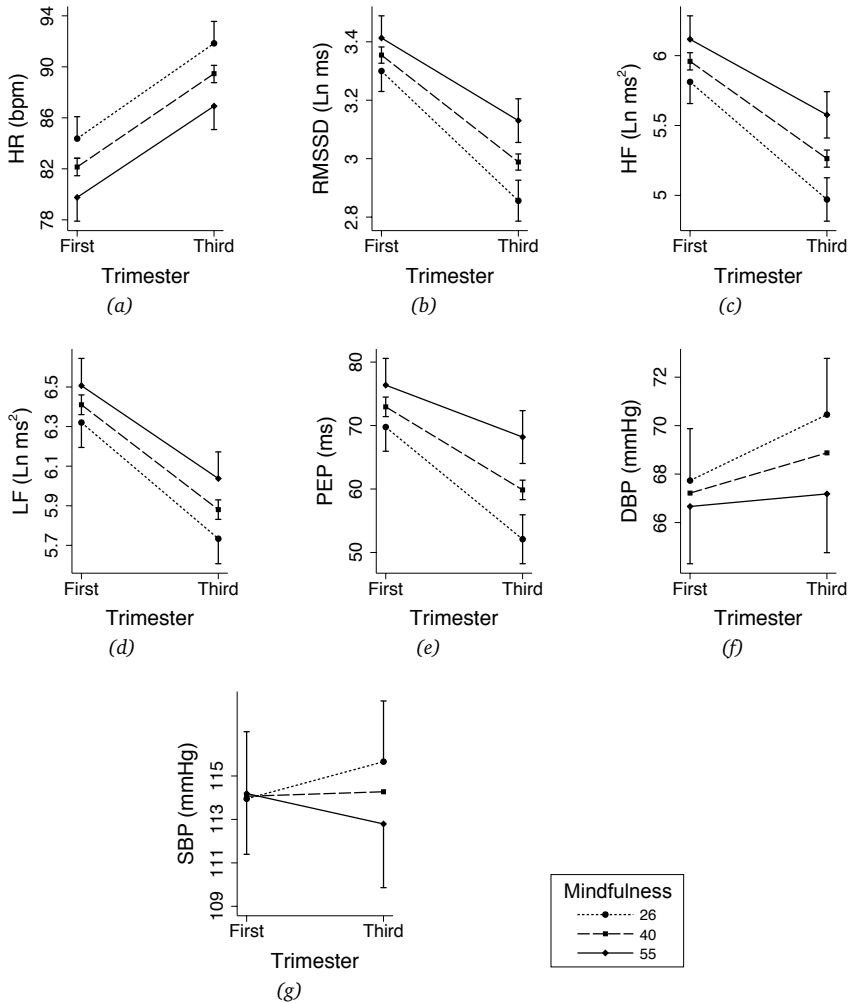 HR (bpm)
94
90
86
82
78
First Third
Trimester
(a)
RMSSD (Ln ms)
3.4
3.2
3
2.8
First Third
Trimester
(b)
HF (Ln ms²)
6
5.5
5
First Third
Trimester
(c)
LF (Ln ms²)
6.5
6.3
6.1
5.9
5.7
First Third
Trimester
(d)
PEP (ms)
80
70
60
50
First Third
Trimester
(e)
DBP (mmHg)
72
70
68
66
First Third
Trimester
(f)
SBP (mmHg)
115
113
111
109
First Third
Trimester
(g)
Mindfulness
26
40
55